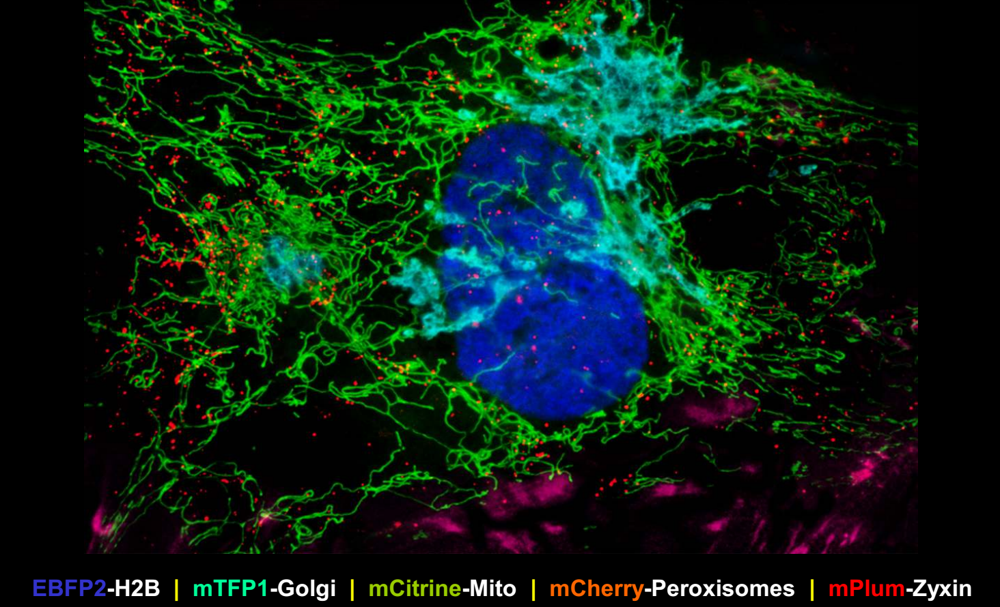 EBFP2-H2B | mTFP1-Golgi | mCitrine-Mito | mCherry-Peroxisomes | mPlum-Zyxin